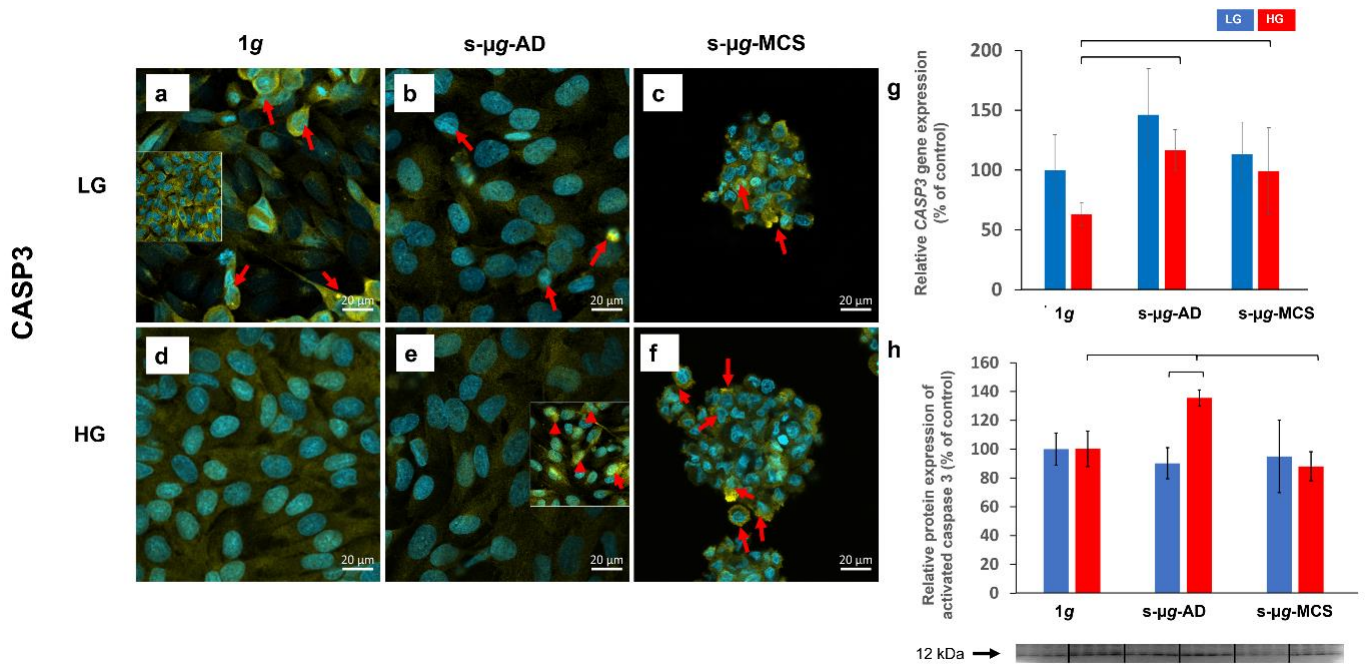 1g
s-µg-AD
s-µg-MCS
CASP3
LG
HG
a
20 µm
b
20 µm
c
20 µm
d
20 µm
e
20 µm
f
20 µm
LG
HG
g
Relative CASP3 gene expression
(% of control)
200
150
100
50
0
1g
s-µg-AD
s-µg-MCS
h
Relative protein expression of
activated caspase 3 (% of control)
160
140
120
100
80
60
40
20
0
1g
s-µg-AD
s-µg-MCS
12 kDa